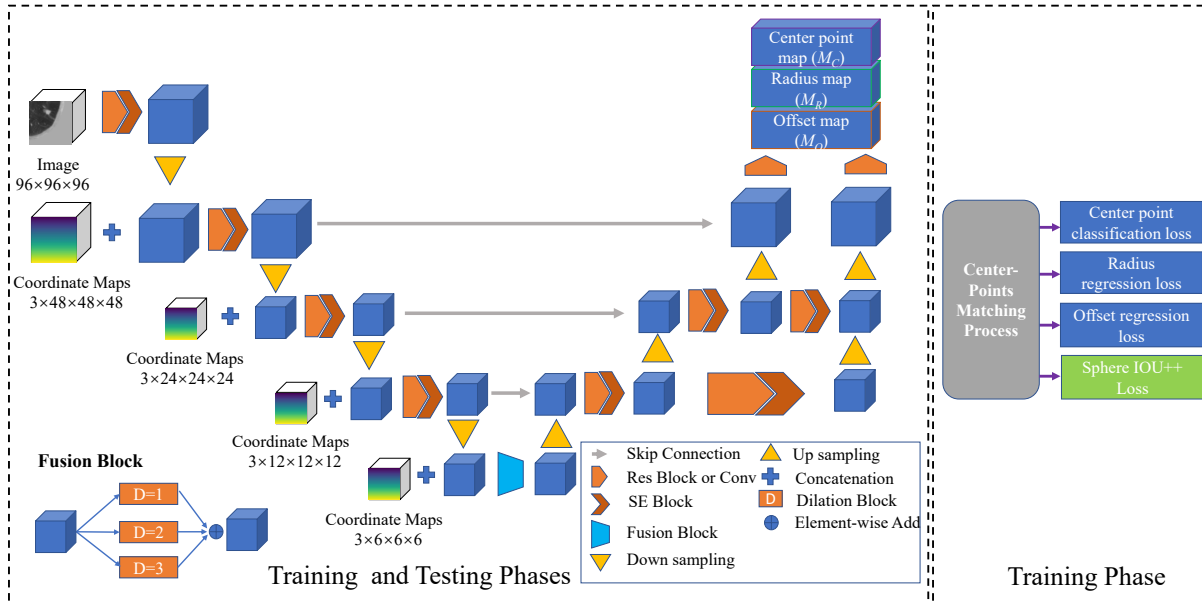 Center point
map (M_C)
Radius map
(M_R)
Offset map
(M_O)
Image
96×96×96
Coordinate Maps
3×48×48×48
Coordinate Maps
3×24×24×24
Coordinate Maps
3×12×12×12
Coordinate Maps
3×6×6×6
Fusion Block
D=1
D=2
D=3
Skip Connection
Res Block or Conv
SE Block
Fusion Block
Down sampling
Up sampling
Concatenation
D
Dilation Block
Element-wise Add
Training and Testing Phases
Center-
Points
Matching
Process
Center point
classification loss
Radius
regression loss
Offset regression
loss
Sphere IOU++
Loss
Training Phase